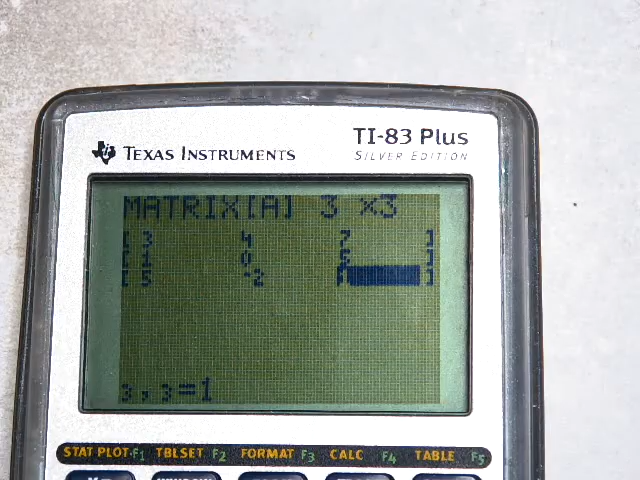 TEXAS INSTRUMENTS
TI-83 Plus
SILVER EDITION
MATRIX[A] 3 ×3
[ 3 4 7 ]
[ 1 0 ]
[ 5 -2 1 ]
3,3=1
STAT PLOT F1 TBLSET F2 FORMAT F3 CALC F4 TABLE F5